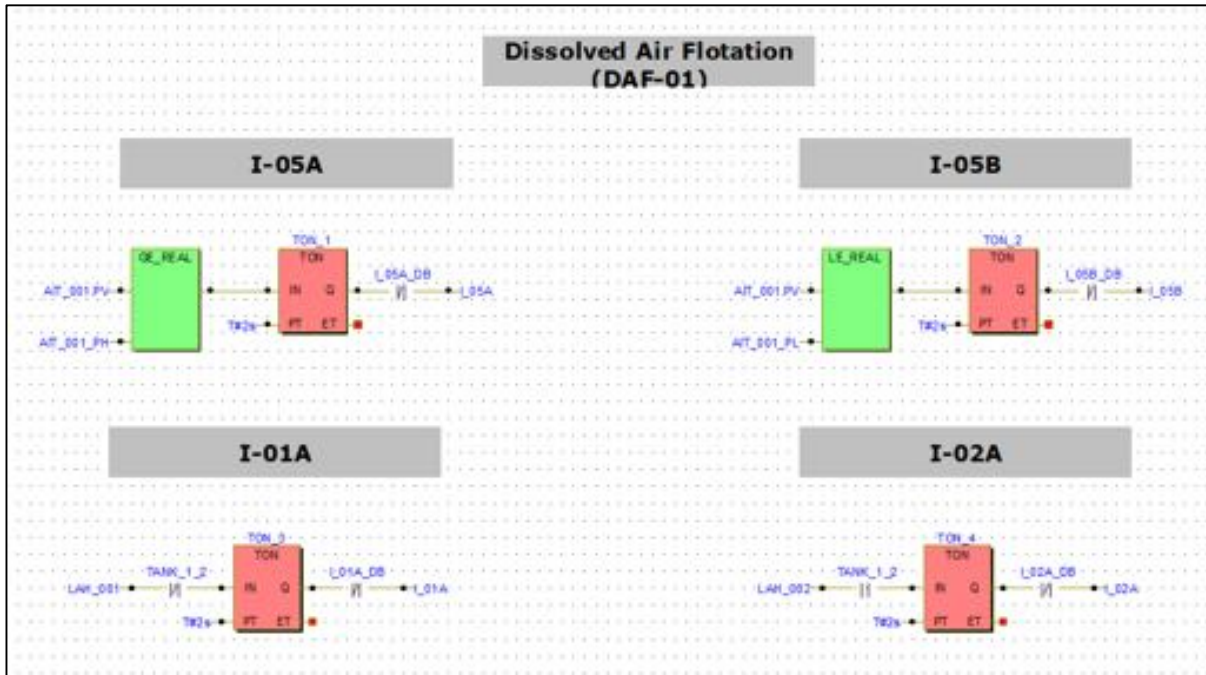 Dissolved Air Flotation
(DAF-01)
I-05A
I-05B
TON_1
GE_REAL
TON
I_05A_DB
AIT_001.PV
IN
Q
I_05A
T#2s
PT
ET
AIT_001_PH
TON_2
LE_REAL
TON
I_05B_DB
AIT_001.PV
IN
Q
I_05B
T#2s
PT
ET
AIT_001_PL
I-01A
I-02A
TON_3
TON
TANK_1_2
I_01A_DB
LAH_001
IN
Q
I_01A
T#2s
PT
ET
TON_4
TON
TANK_1_2
I_02A_DB
LAH_002
IN
Q
I_02A
T#2s
PT
ET